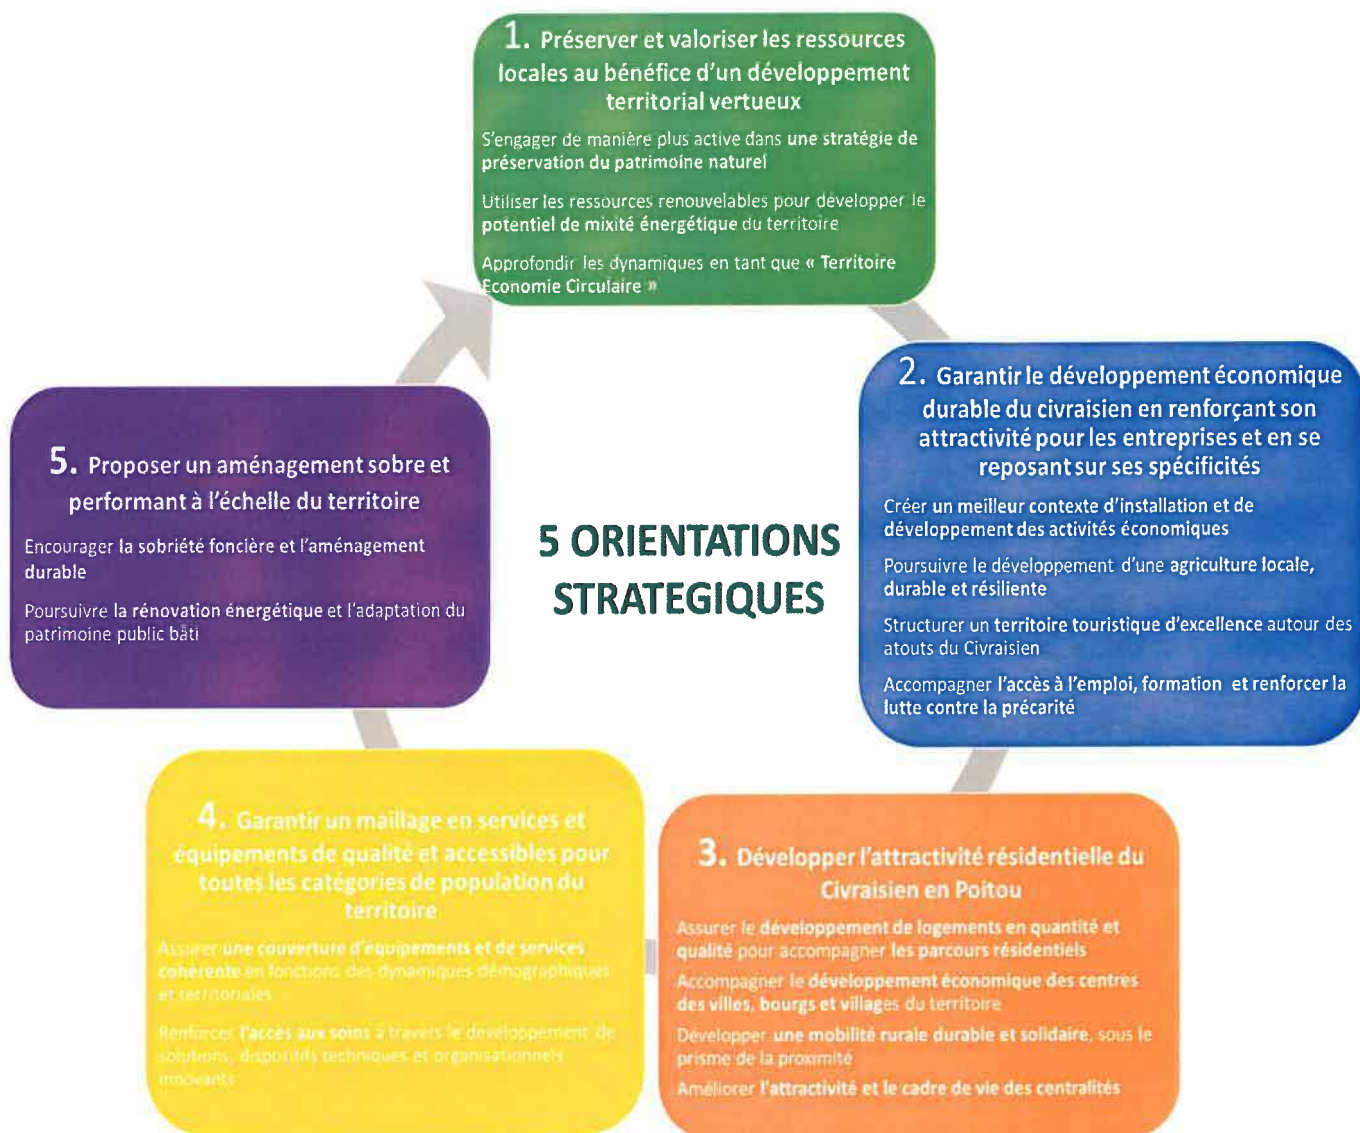 1. Préserver et valoriser les ressources
locales au bénéfice d'un développement
territorial vertueux
S'engager de manière plus active dans une stratégie de
préservation du patrimoine naturel
Utiliser les ressources renouvelables pour développer le
potentiel de mixité énergétique du territoire
Approfondir les dynamiques en tant que « Territoire
Economie Circulaire »
2. Garantir le développement économique
durable du civraisien en renforçant son
attractivité pour les entreprises et en se
reposant sur ses spécificités
Créer un meilleur contexte d'installation et de
développement des activités économiques
Poursuivre le développement d'une agriculture locale,
durable et résiliente
Structurer un territoire touristique d'excellence autour des
atouts du Civraisien
Accompagner l'accès à l'emploi, formation et renforcer la
lutte contre la précarité
5 ORIENTATIONS
STRATEGIQUES
3. Développer l'attractivité résidentielle du
Civraisien en Poitou
Assurer le développement de logements en quantité et
qualité pour accompagner les parcours résidentiels
Accompagner le développement économique des centres
des villes, bourgs et villages du territoire
Développer une mobilité rurale durable et solidaire, sous le
prisme de la proximité
Améliorer l'attractivité et le cadre de vie des centralités
4. Garantir un maillage en services et
équipements de qualité et accessibles pour
toutes les catégories de population du
territoire
Assurer une couverture d'équipements et de services
cohérente en fonctions des dynamiques démographiques
et territoriales
Renforcer l'accès aux soins à travers le développement de
solutions, dispositifs techniques et organisationnels
innovants
5. Proposer un aménagement sobre et
performant à l'échelle du territoire
Encourager la sobriété foncière et l'aménagement
durable
Poursuivre la rénovation énergétique et l'adaptation du
patrimoine public bâti